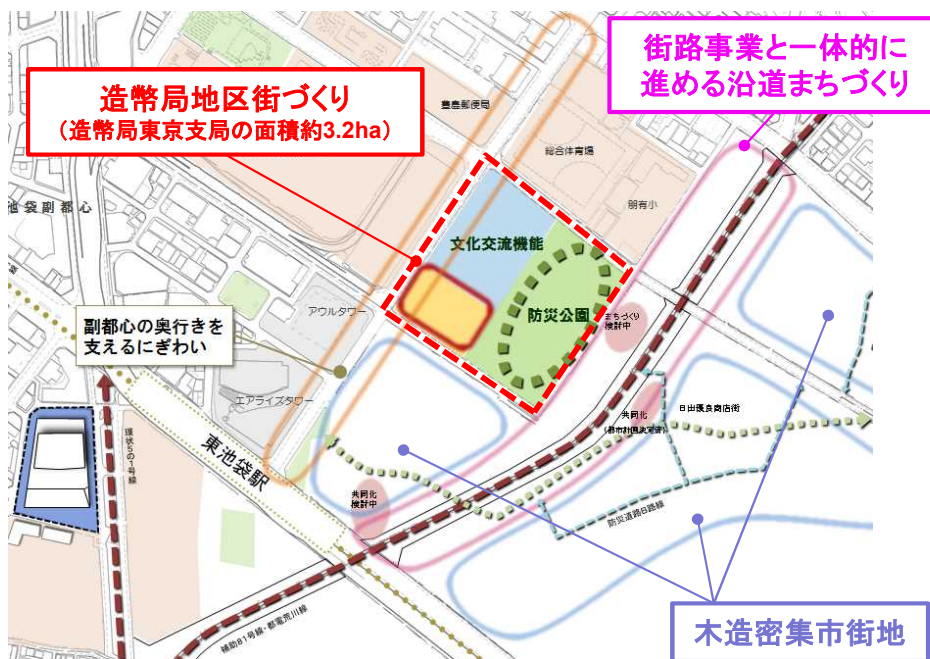 街路事業と一体的に
進める沿道まちづくり
造幣局地区街づくり
（造幣局東京支局の面積約3.2ha）
豊島郵便局
総合体育場
朋有小
池袋副都心
文化交流機能
防災公園
アウルタワー
まちづくり
検討中
副都心の奥行きを
支えるにぎわい
エアライズタワー
共同化
（都市計画決定済）
日出優良商店街
東池袋駅
環状5の1号線
共同化
検討中
防災道路B路線
補助81号線・都電荒川線
木造密集市街地